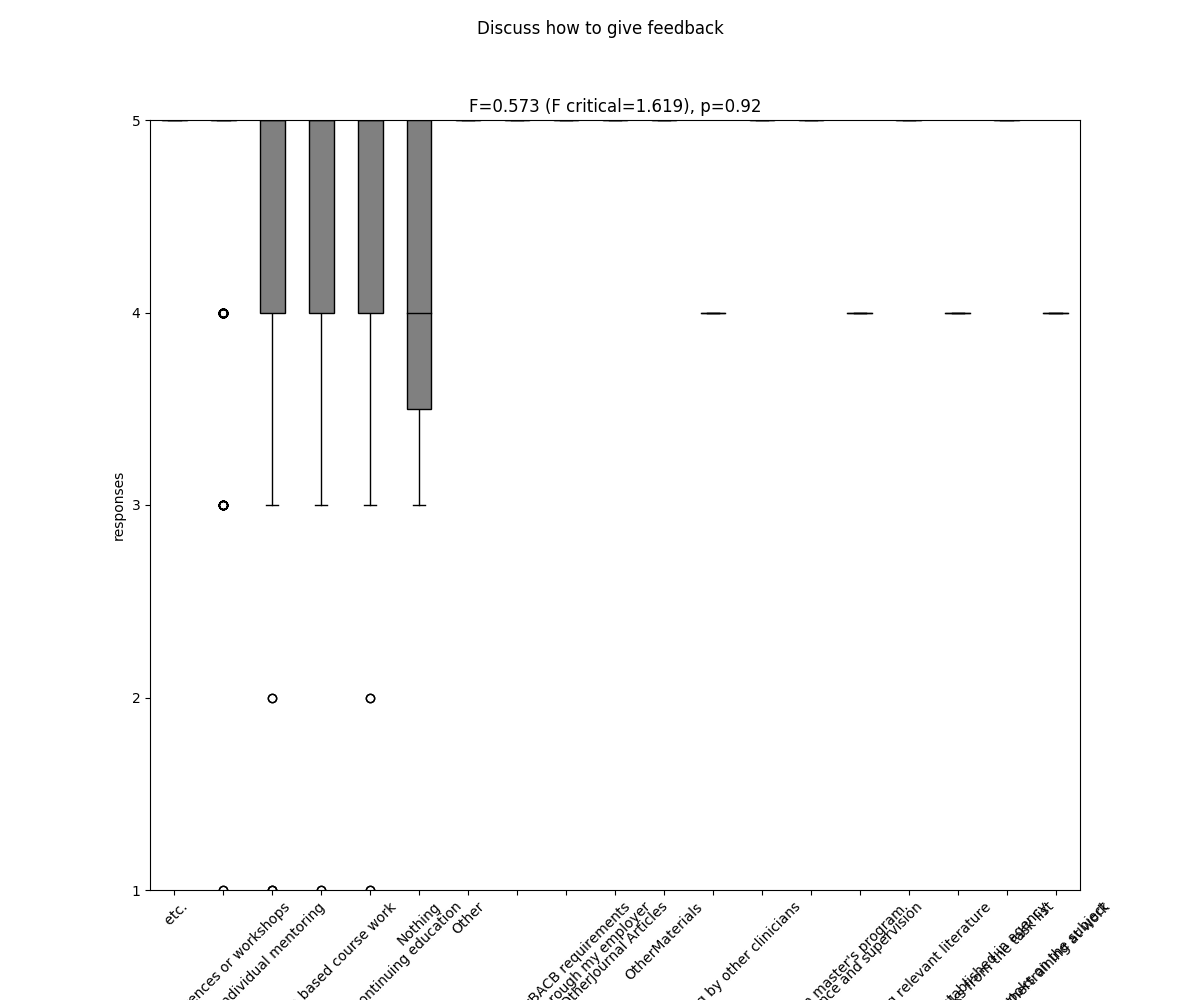 Discuss how to give feedback
F=0.573 (F critical=1.619), p=0.92
5
4
3
2
1
responses
etc.
ences or workshops
ndividual mentoring
based course work
Nothing
ontinuing education
Other
BACB requirements
rough my employer
Journal Articles
OtherMaterials
g by other clinicians
n master's program.
nce and supervision
g relevant literature